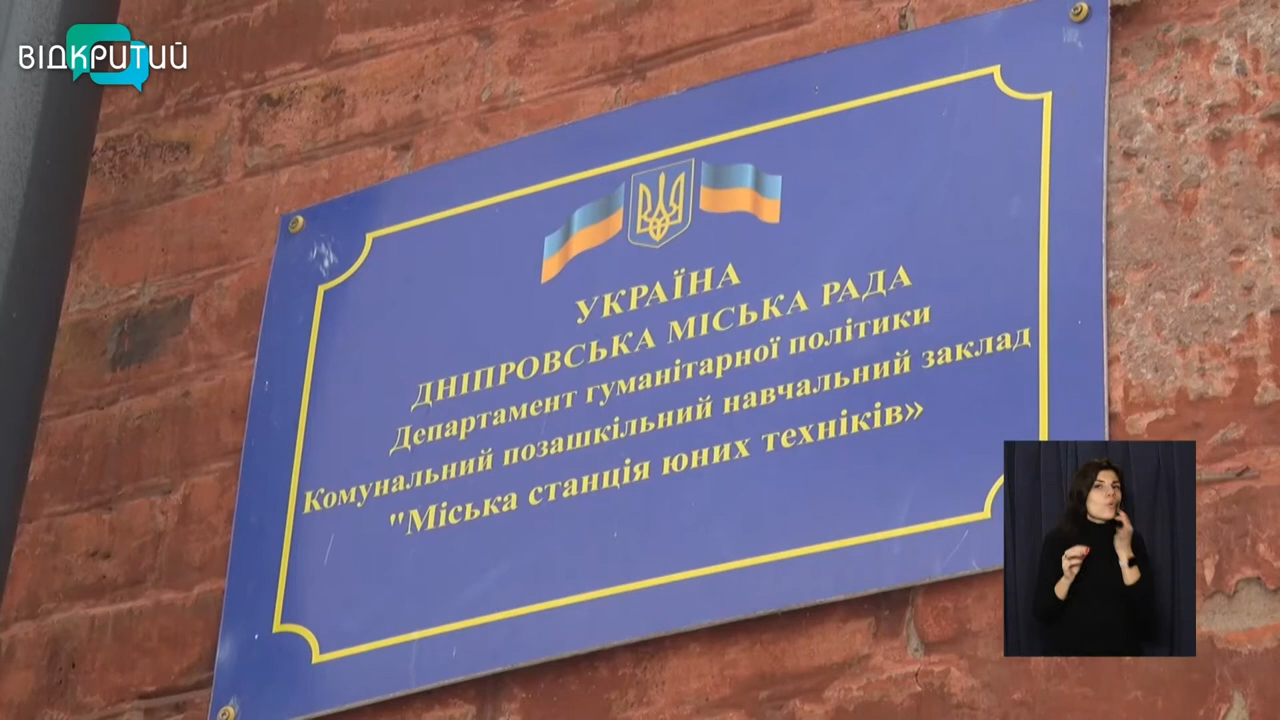 ВІДКРИТИЙ
УКРАЇНА
ДНІПРОВСЬКА МІСЬКА РАДА
Департамент гуманітарної політики
Комунальний позашкільний навчальний заклад
"Міська станція юних техніків»